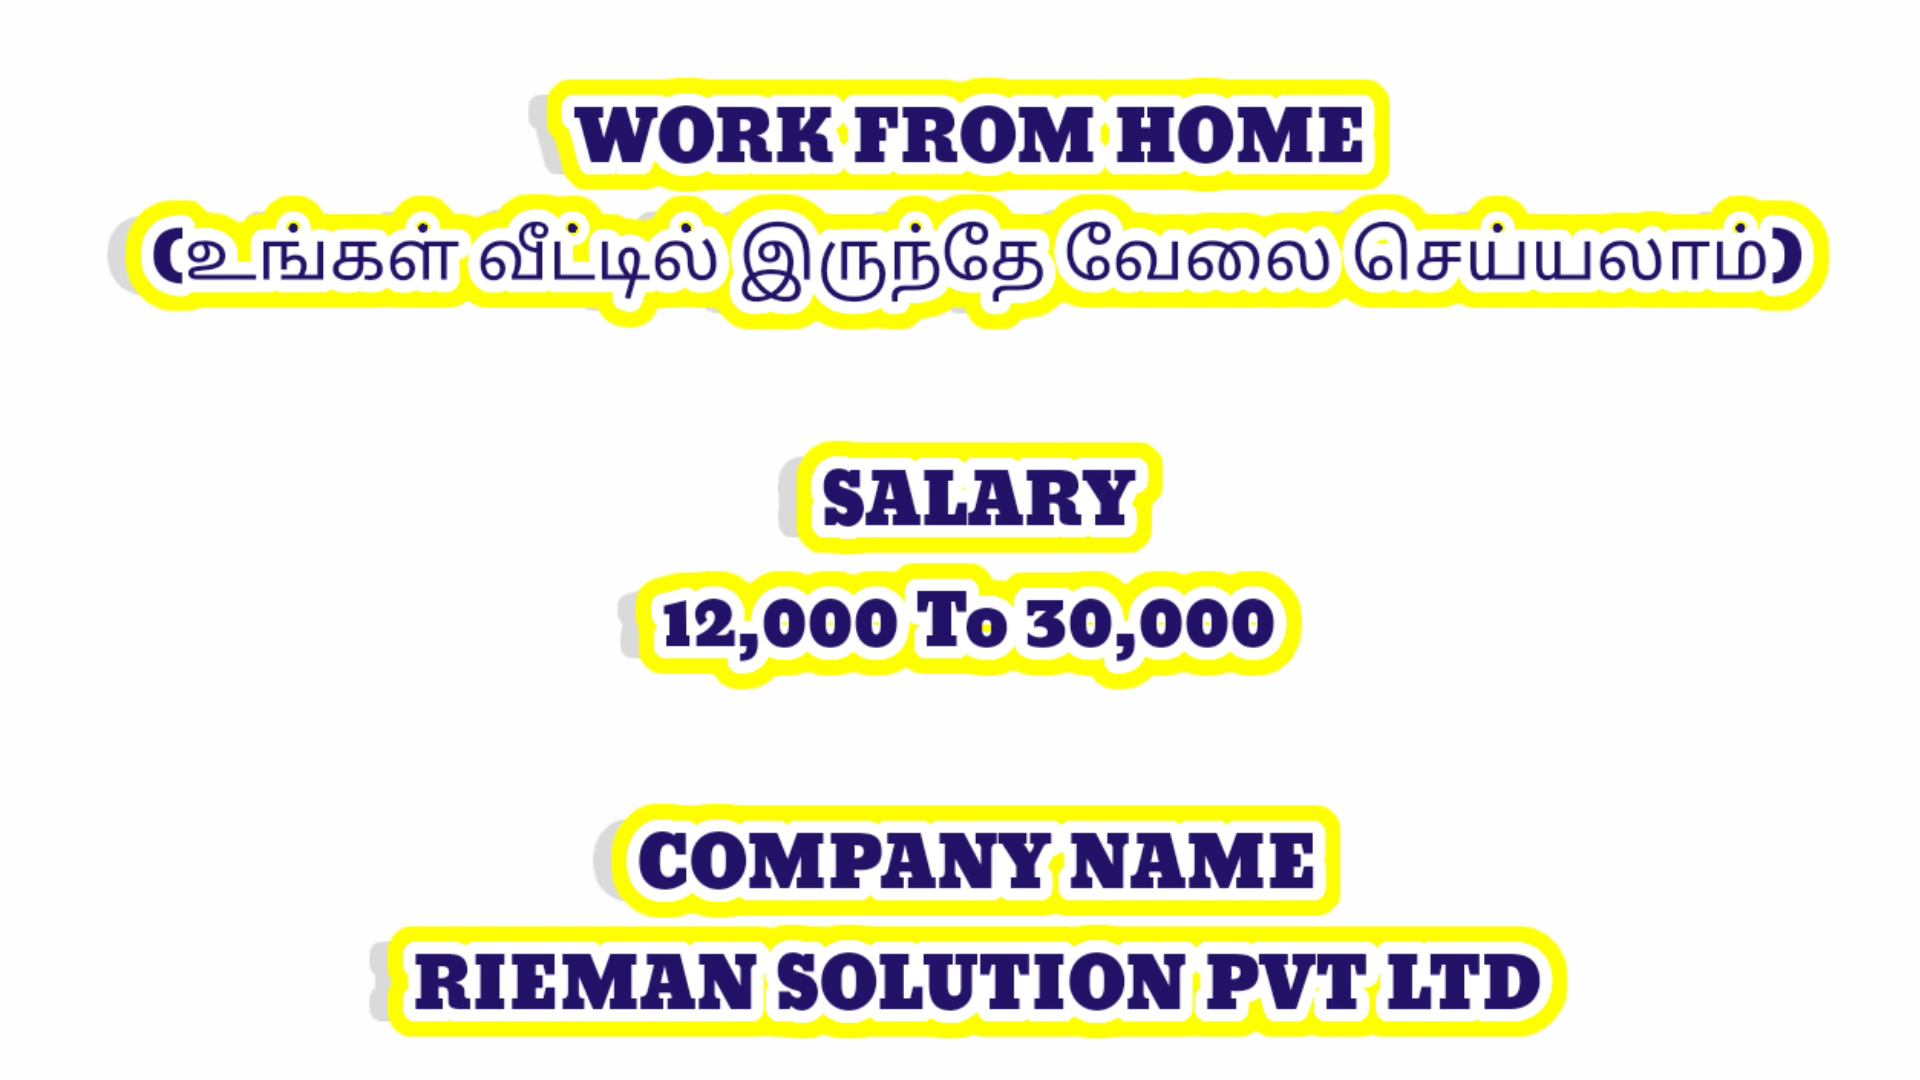 WORK FROM HOME
(உங்கள் வீட்டில் இருந்தே வேலை செய்யலாம்)
SALARY
12,000 To 30,000
COMPANY NAME
RIEMAN SOLUTION PVT LTD